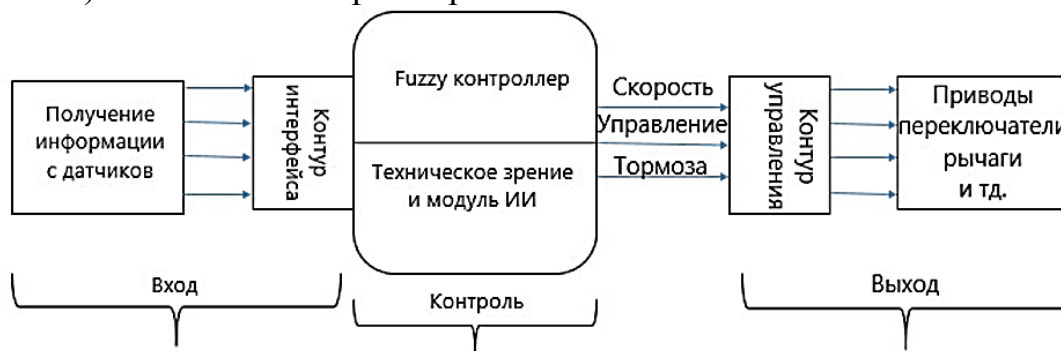 Получение
информации
с датчиков
Контур
интерфейса
Fuzzy контроллер
Техническое зрение
и модуль ИИ
Скорость
Управление
Тормоза
Контур
управления
Приводы
переключатели
рычаги
и тд.
Вход
Контроль
Выход